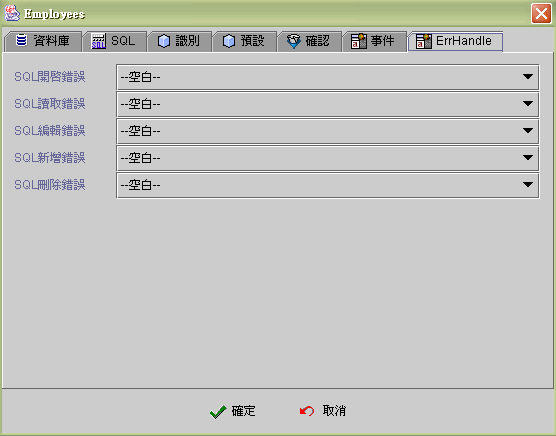 Employees
資料庫 SQL 識別 預設 確認 事件 ErrHandle
SQL開啓錯誤 --空白--
SQL讀取錯誤 --空白--
SQL編輯錯誤 --空白--
SQL新增錯誤 --空白--
SQL刪除錯誤 --空白--
確定 取消